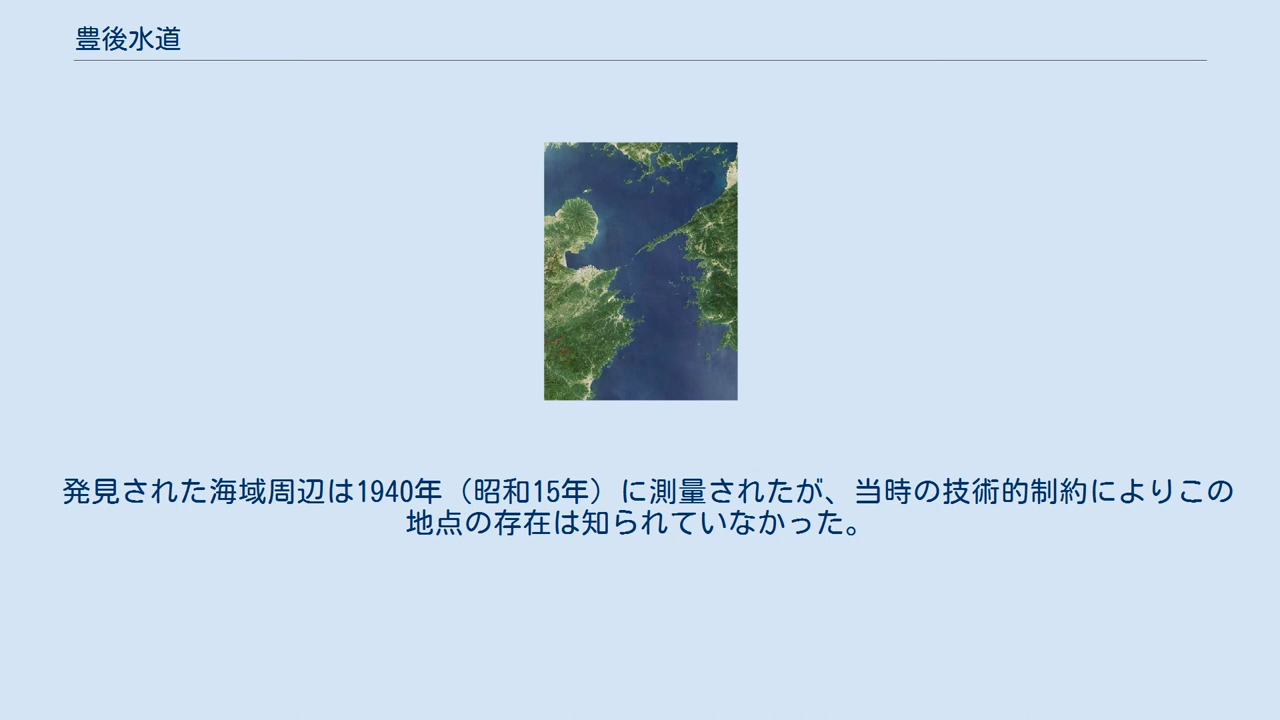 豊後水道
発見された海域周辺は1940年（昭和15年）に測量されたが、当時の技術的制約によりこの
地点の存在は知られていなかった。